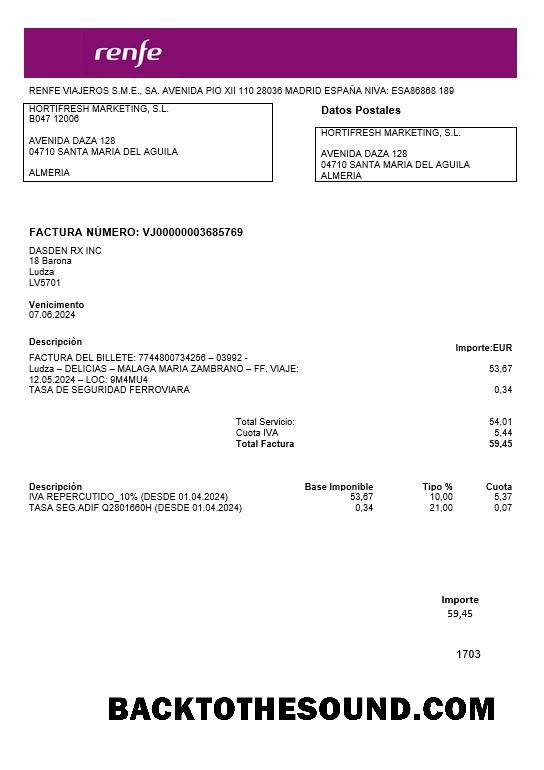 renfe
RENFE VIAJEROS S.M.E., SA. AVENIDA PIO XII 110 28036 MADRID ESPAÑA NIVA: ESA86868 189
HORTIFRESH MARKETING, S.L.
B047 12006
AVENIDA DAZA 128
04710 SANTA MARIA DEL AGUILA
ALMERIA
Datos Postales
HORTIFRESH MARKETING, S.L.
AVENIDA DAZA 128
04710 SANTA MARIA DEL AGUILA
ALMERIA
FACTURA NÚMERO: VJ00000003685769
DASDEN RX INC
18 Barona
Ludza
LV5701
Venicimento
07.06.2024
Descripciòn Importe:EUR
FACTURA DEL BILLETE: 7744800734256 – 03992 -
Ludza – DELICIAS – MALAGA MARIA ZAMBRANO – FF. VIAJE: 53,67
12.05.2024 – LOC: 9M4MU4
TASA DE SEGURIDAD FERROVIARA 0,34
Total Servicio: 54,01
Cuota IVA 5,44
Total Factura 59,45
Descripciòn Base Imponible Tipo % Cuota
IVA REPERCUTIDO_10% (DESDE 01.04.2024) 53,67 10,00 5,37
TASA SEG.ADIF Q2801660H (DESDE 01.04.2024) 0,34 21,00 0,07
Importe
59,45
1703
BACKTOTHESOUND.COM